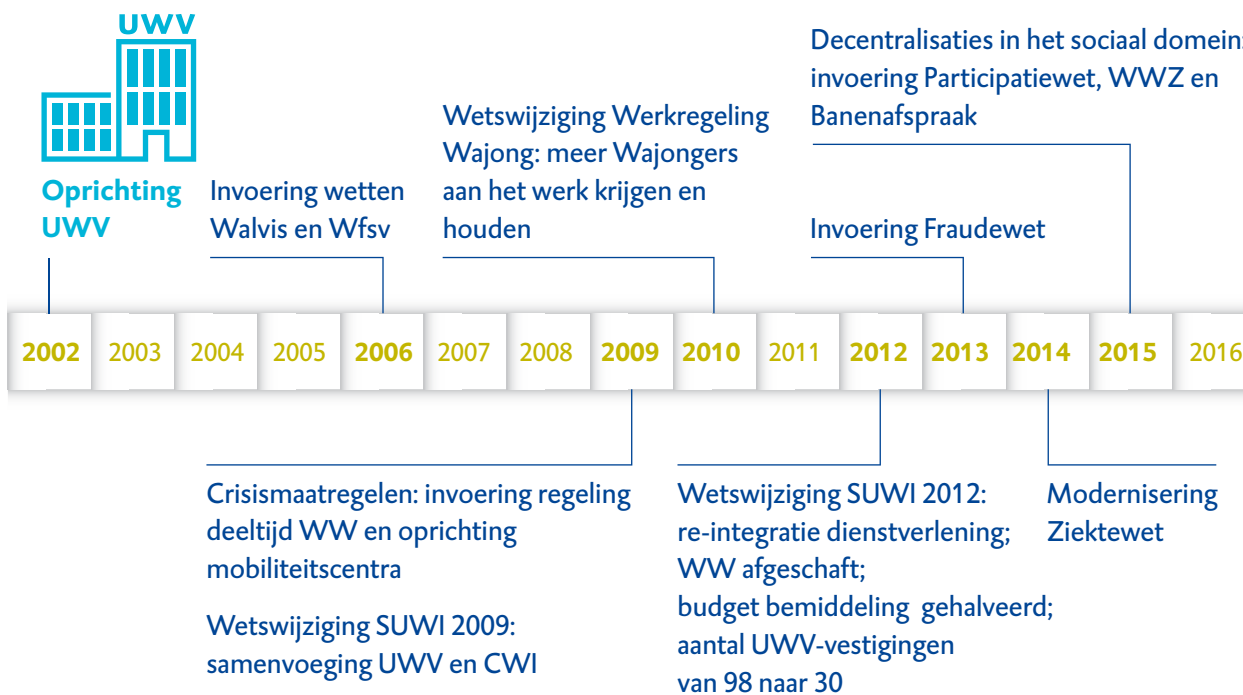 UWV
Oprichting
UWV
Invoering wetten
Walvis en Wfsv
Wetswijziging Werkregeling
Wajong: meer Wajongers
aan het werk krijgen en
houden
Decentralisaties in het sociaal domein:
invoering Participatiewet, WWZ en
Banenafspraak
Invoering Fraudewet
2002 2003 2004 2005 2006 2007 2008 2009 2010 2011 2012 2013 2014 2015 2016
Crisismaatregelen: invoering regeling
deeltijd WW en oprichting
mobiliteitscentra
Wetswijziging SUWI 2009:
samenvoeging UWV en CWI
Wetswijziging SUWI 2012:
re-integratie dienstverlening;
WW afgeschaft;
budget bemiddeling gehalveerd;
aantal UWV-vestigingen
van 98 naar 30
Modernisering
Ziektewet